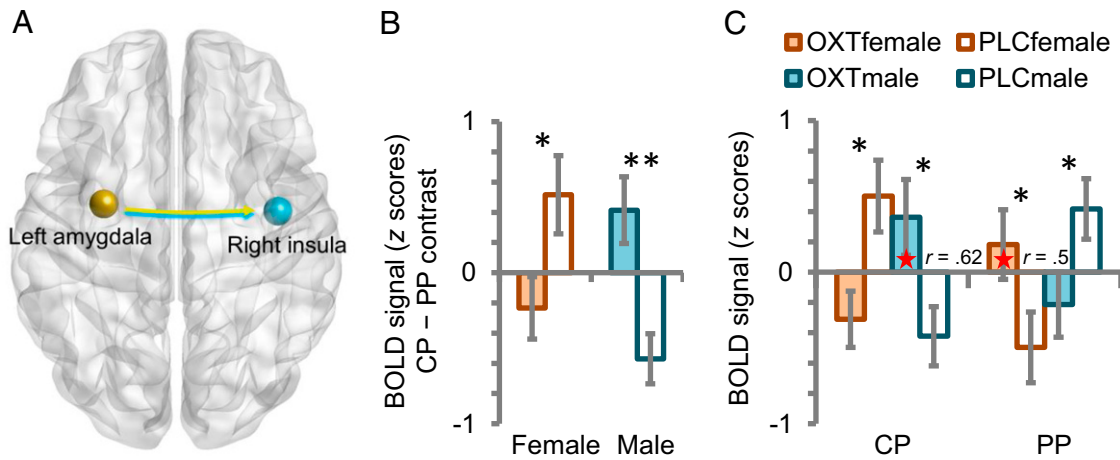 A
Left amygdala
Right insula
B
BOLD signal (z scores)
CP – PP contrast
1
0
-1
*
**
Female
Male
C
OXTfemale
PLCfemale
OXTmale
PLCmale
BOLD signal (z scores)
1
0
-1
*
*
*
*
r = .62
r = .5
CP
PP